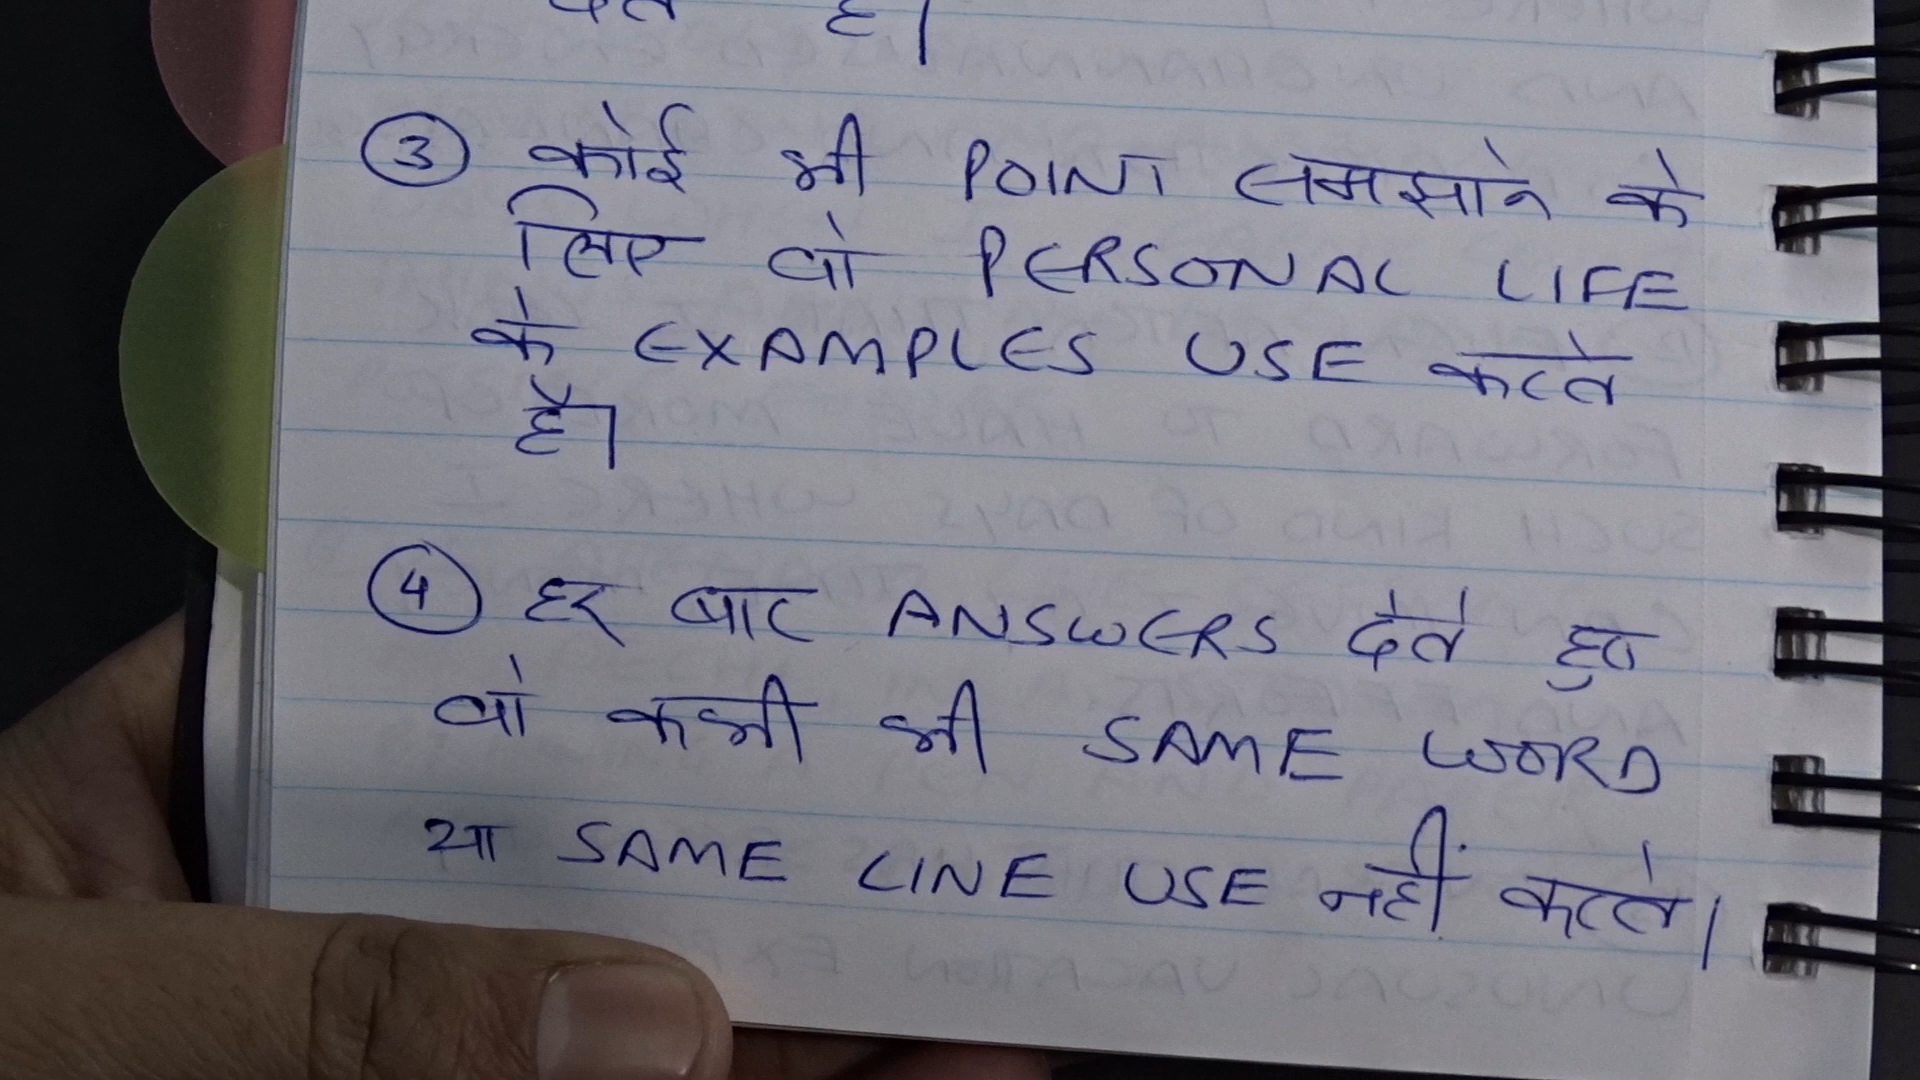 देते है।
③ कोई भी POINT समझाने के
लिए वो PERSONAL LIFE
के EXAMPLES USE करते
है।
④ हर बार ANSWERS देते हुए
वो कभी भी SAME WORD
या SAME LINE USE नहीं करते।